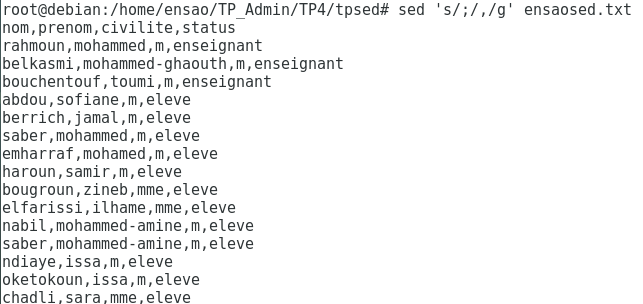 root@debian:/home/ensao/TP_Admin/TP4/tpsed# sed 's/;/,/g' ensaosed.txt
nom,prenom,civilite,status
rahmoun,mohammed,m,enseignant
belkasmi,mohammed-ghaouth,m,enseignant
bouchentouf,toumi,m,enseignant
abdou,sofiane,m,eleve
berrich,jamal,m,eleve
saber,mohammed,m,eleve
emharraf,mohamed,m,eleve
haroun,samir,m,eleve
bougroun,zineb,mme,eleve
elfarissi,ilhame,mme,eleve
nabil,mohammed-amine,m,eleve
saber,mohammed-amine,m,eleve
ndiaye,issa,m,eleve
oketokoun,issa,m,eleve
chadli,sara,mme,eleve